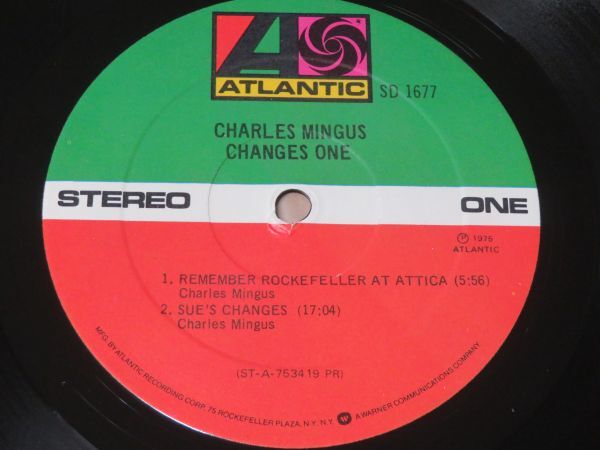 ATLANTIC
SD 1677
CHARLES MINGUS
CHANGES ONE
STEREO
ONE
℗ 1975
ATLANTIC
1. REMEMBER ROCKEFELLER AT ATTICA (5:56)
Charles Mingus
2. SUE'S CHANGES (17:04)
Charles Mingus
(ST-A-753419 PR)
MFG. BY ATLANTIC RECORDING CORP. 75 ROCKEFELLER PLAZA, N.Y. N.Y. A WARNER COMMUNICATIONS COMPANY